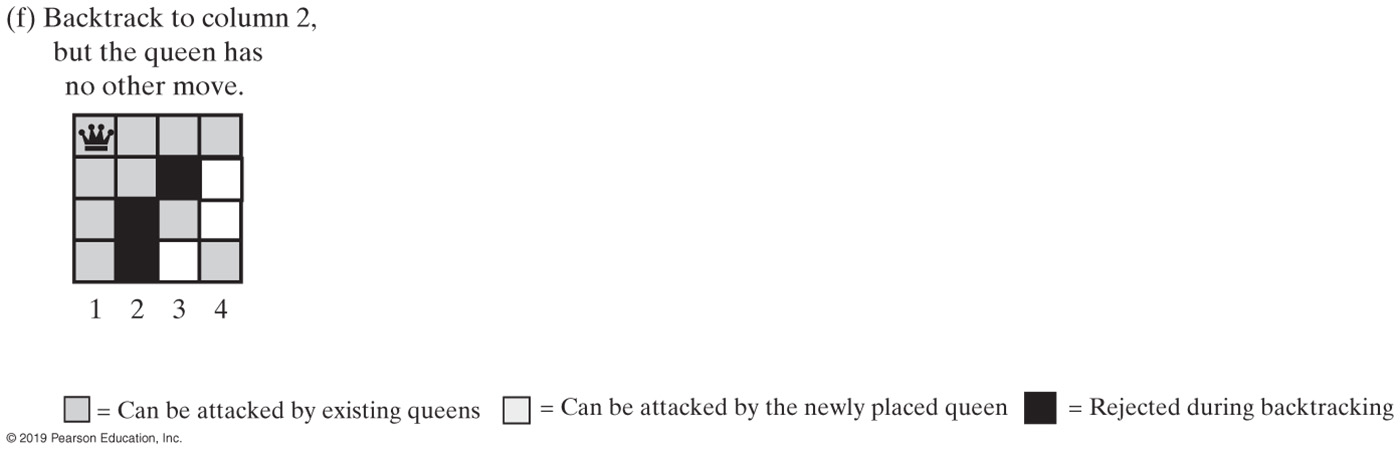 (f) Backtrack to column 2,
but the queen has
no other move.
1 2 3 4
= Can be attacked by existing queens = Can be attacked by the newly placed queen = Rejected during backtracking
© 2019 Pearson Education, Inc.